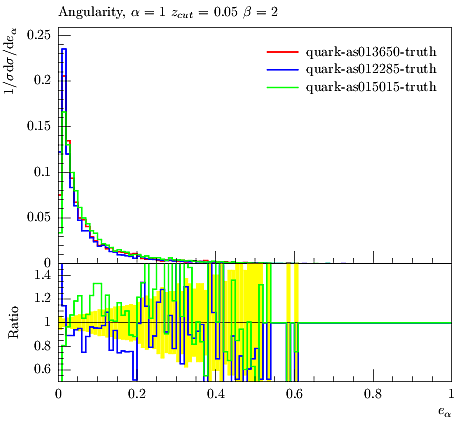 Angularity, α = 1 z_cut = 0.05 β = 2
1/σdσ/de_α
0.25
0.2
0.15
0.1
0.05
0
quark-as013650-truth
quark-as012285-truth
quark-as015015-truth
Ratio
1.4
1.2
1
0.8
0.6
0 0.2 0.4 0.6 0.8 1
e_α